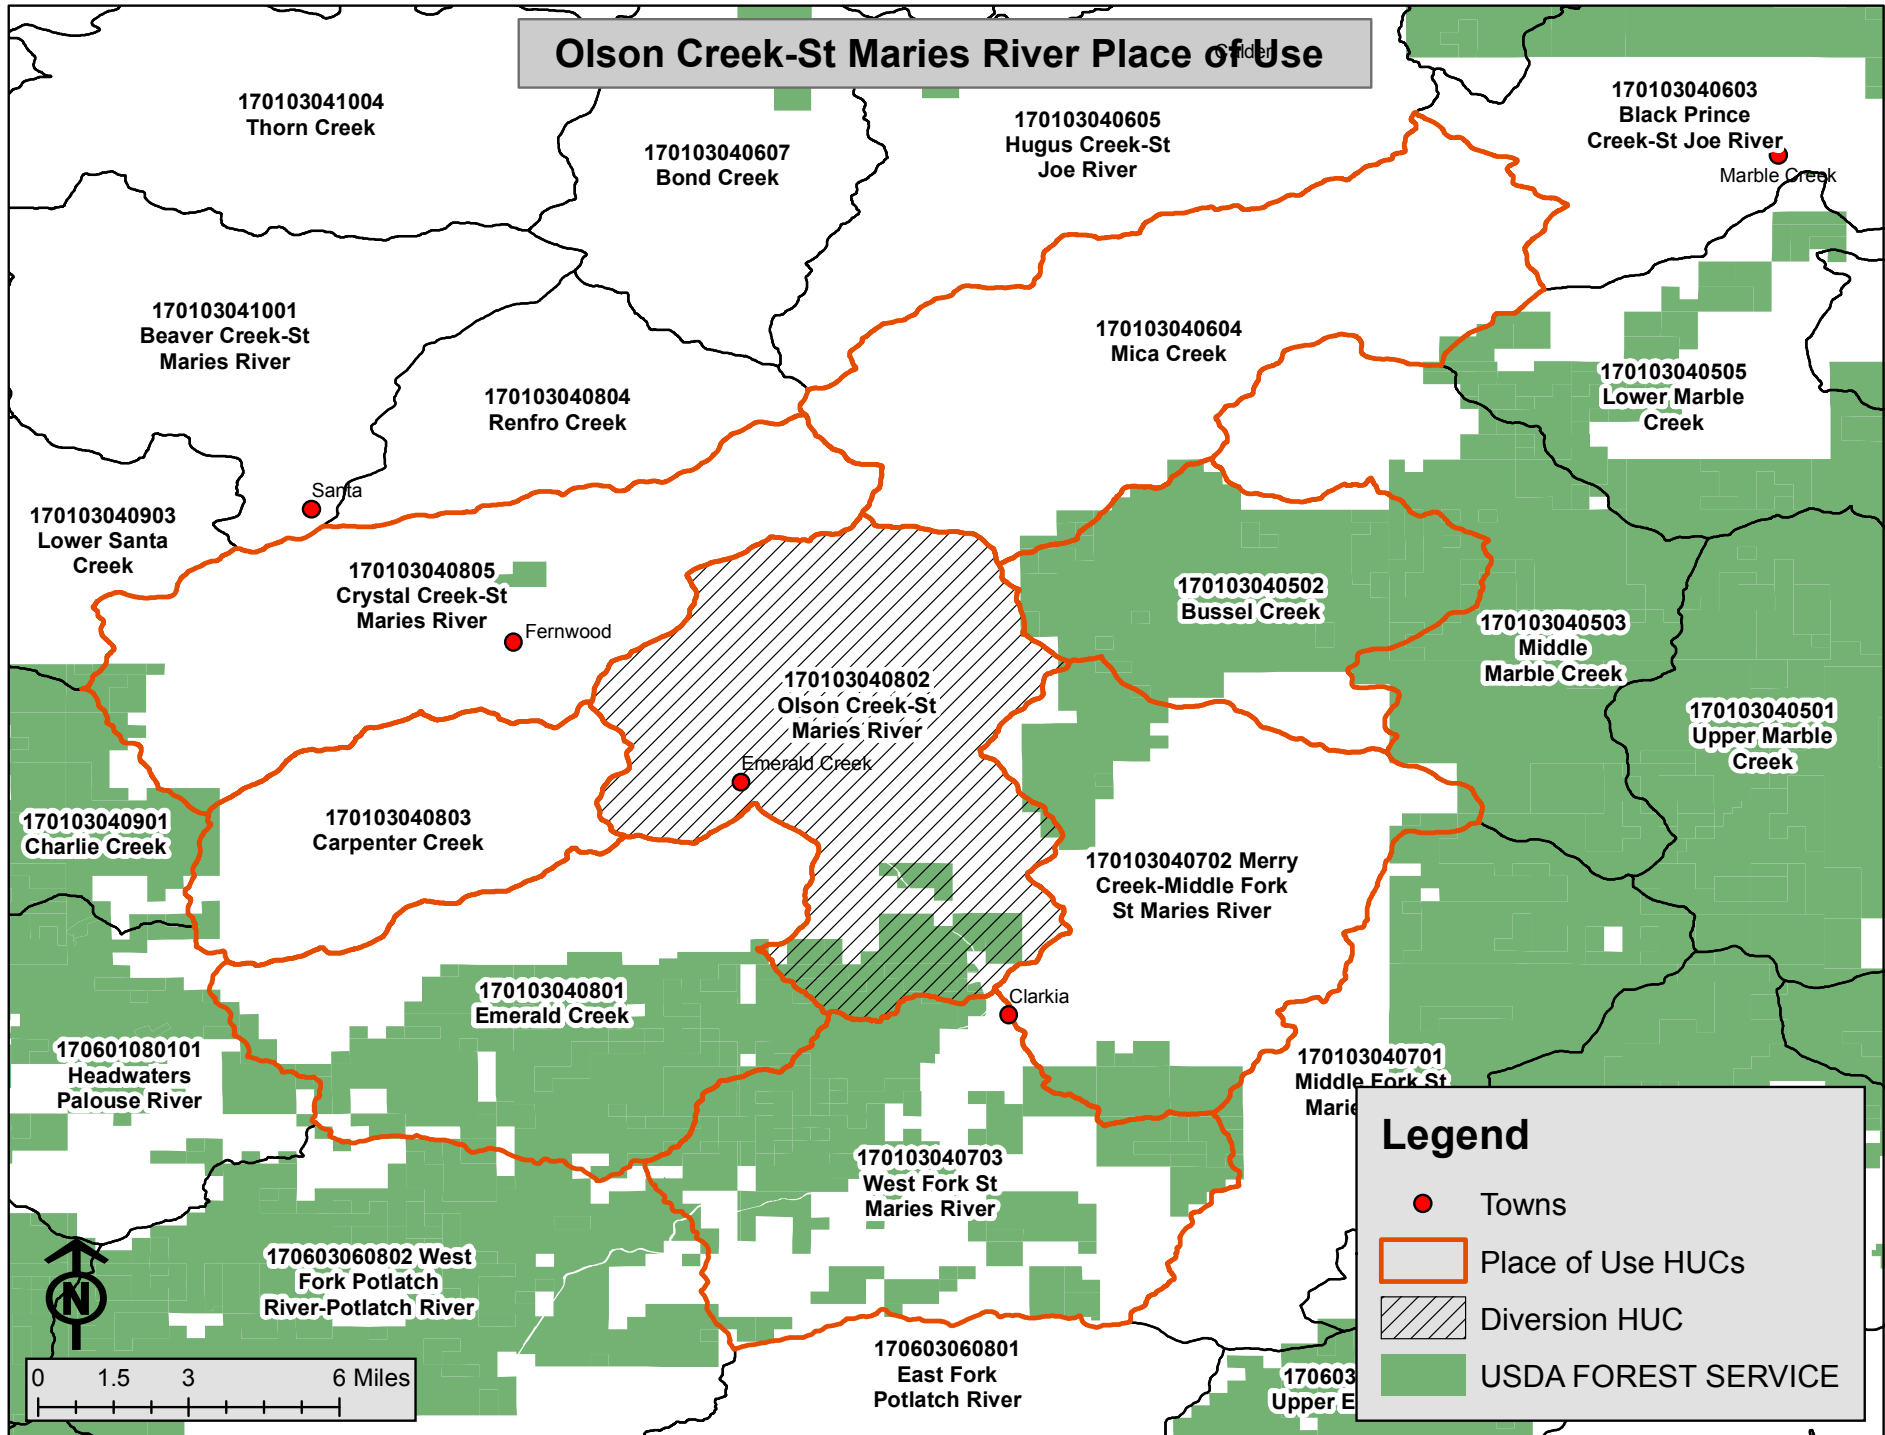 Olson Creek-St Maries River Place of Use
Calder
170103041004
Thorn Creek
170103040607
Bond Creek
170103040605
Hugus Creek-St
Joe River
170103040603
Black Prince
Creek-St Joe River
Marble Creek
170103041001
Beaver Creek-St
Maries River
170103040604
Mica Creek
170103040804
Renfro Creek
170103040505
Lower Marble
Creek
Santa
170103040903
Lower Santa
Creek
170103040805
Crystal Creek-St
Maries River
Fernwood
170103040502
Bussel Creek
170103040503
Middle
Marble Creek
170103040802
Olson Creek-St
Maries River
170103040501
Upper Marble
Creek
Emerald Creek
170103040901
Charlie Creek
170103040803
Carpenter Creek
170103040702 Merry
Creek-Middle Fork
St Maries River
170103040801
Emerald Creek
Clarkia
170601080101
Headwaters
Palouse River
170103040701
Middle Fork St
Marie
170103040703
West Fork St
Maries River
170603060802 West
Fork Potlatch
River-Potlatch River
170603060801
East Fork
Potlatch River
170603
Upper E
Legend
Towns
Place of Use HUCs
Diversion HUC
USDA FOREST SERVICE
N
0 1.5 3 6 Miles